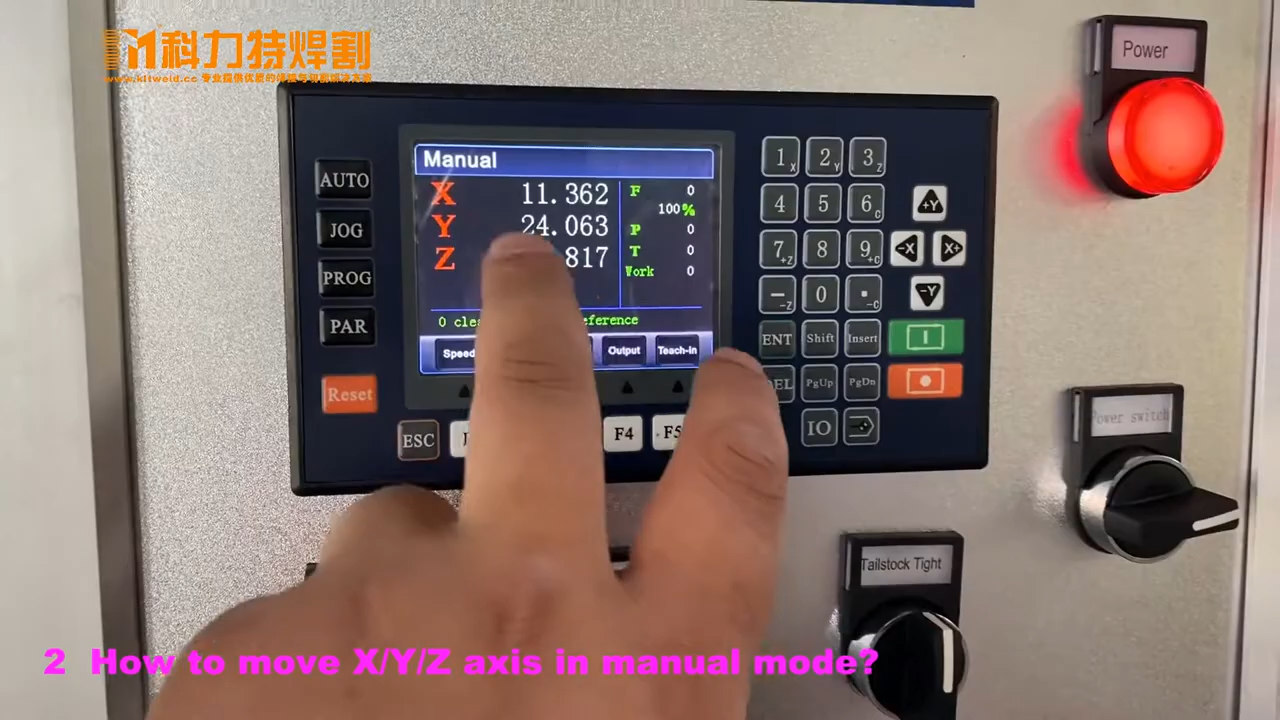 科力特焊割
www.kltweld.cc
Power
Manual
X 11.362 F 0
100%
Y 24.063 P 0
Z 817 T 0
Work 0
0 clea
eference
Speed
Output
Teach-in
AUTO
JOG
PROG
PAR
Reset
ESC
F4
F5
1X 2Y 3Z
4 5 6C
7+Z 8 9+C
–-Z 0 .-C
ENT Shift Insert
EL PgUp PgDn
IO
+Y
-X X+
-Y
Power switch
Tailstock Tight
2 How to move X/Y/Z axis in manual mode?